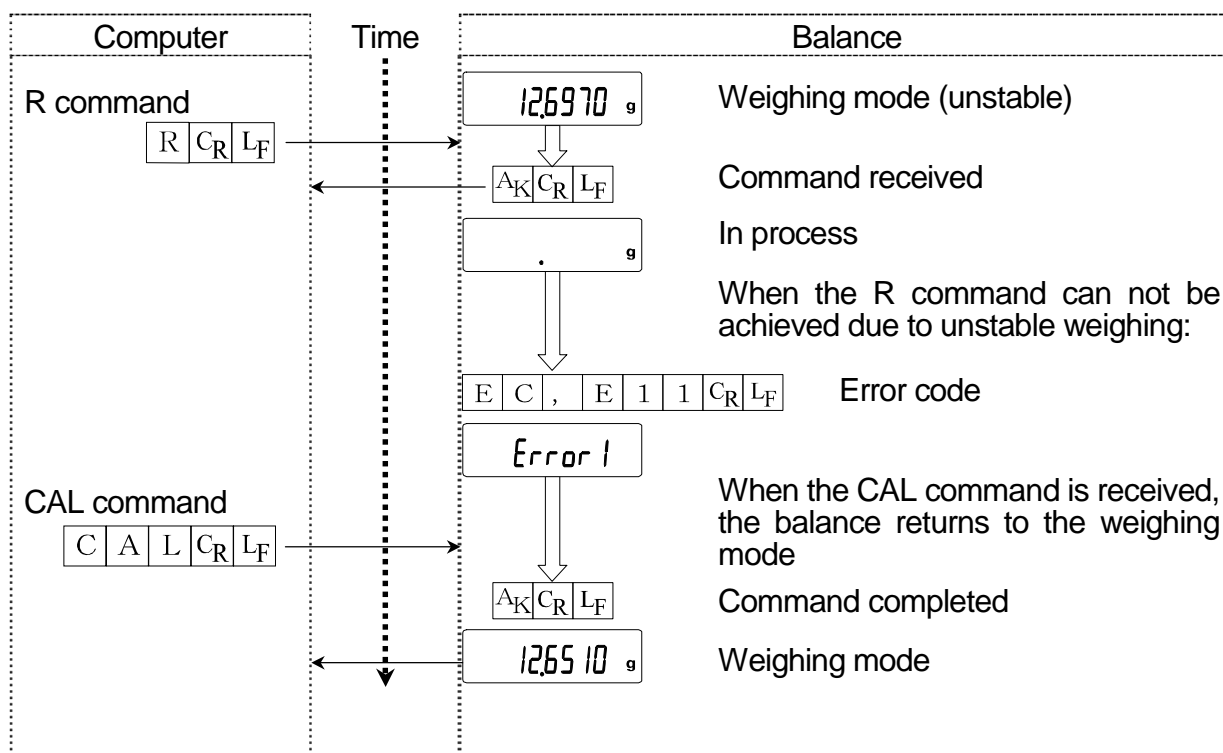 Computer Time Balance
R command
12.6970 g Weighing mode (unstable)
R CR LF
AK CR LF Command received
. g In process
When the R command can not be
achieved due to unstable weighing:
E C , E 1 1 CR LF Error code
Error 1
CAL command
When the CAL command is received,
C A L CR LF the balance returns to the weighing
mode
AK CR LF Command completed
12.6510 g Weighing mode